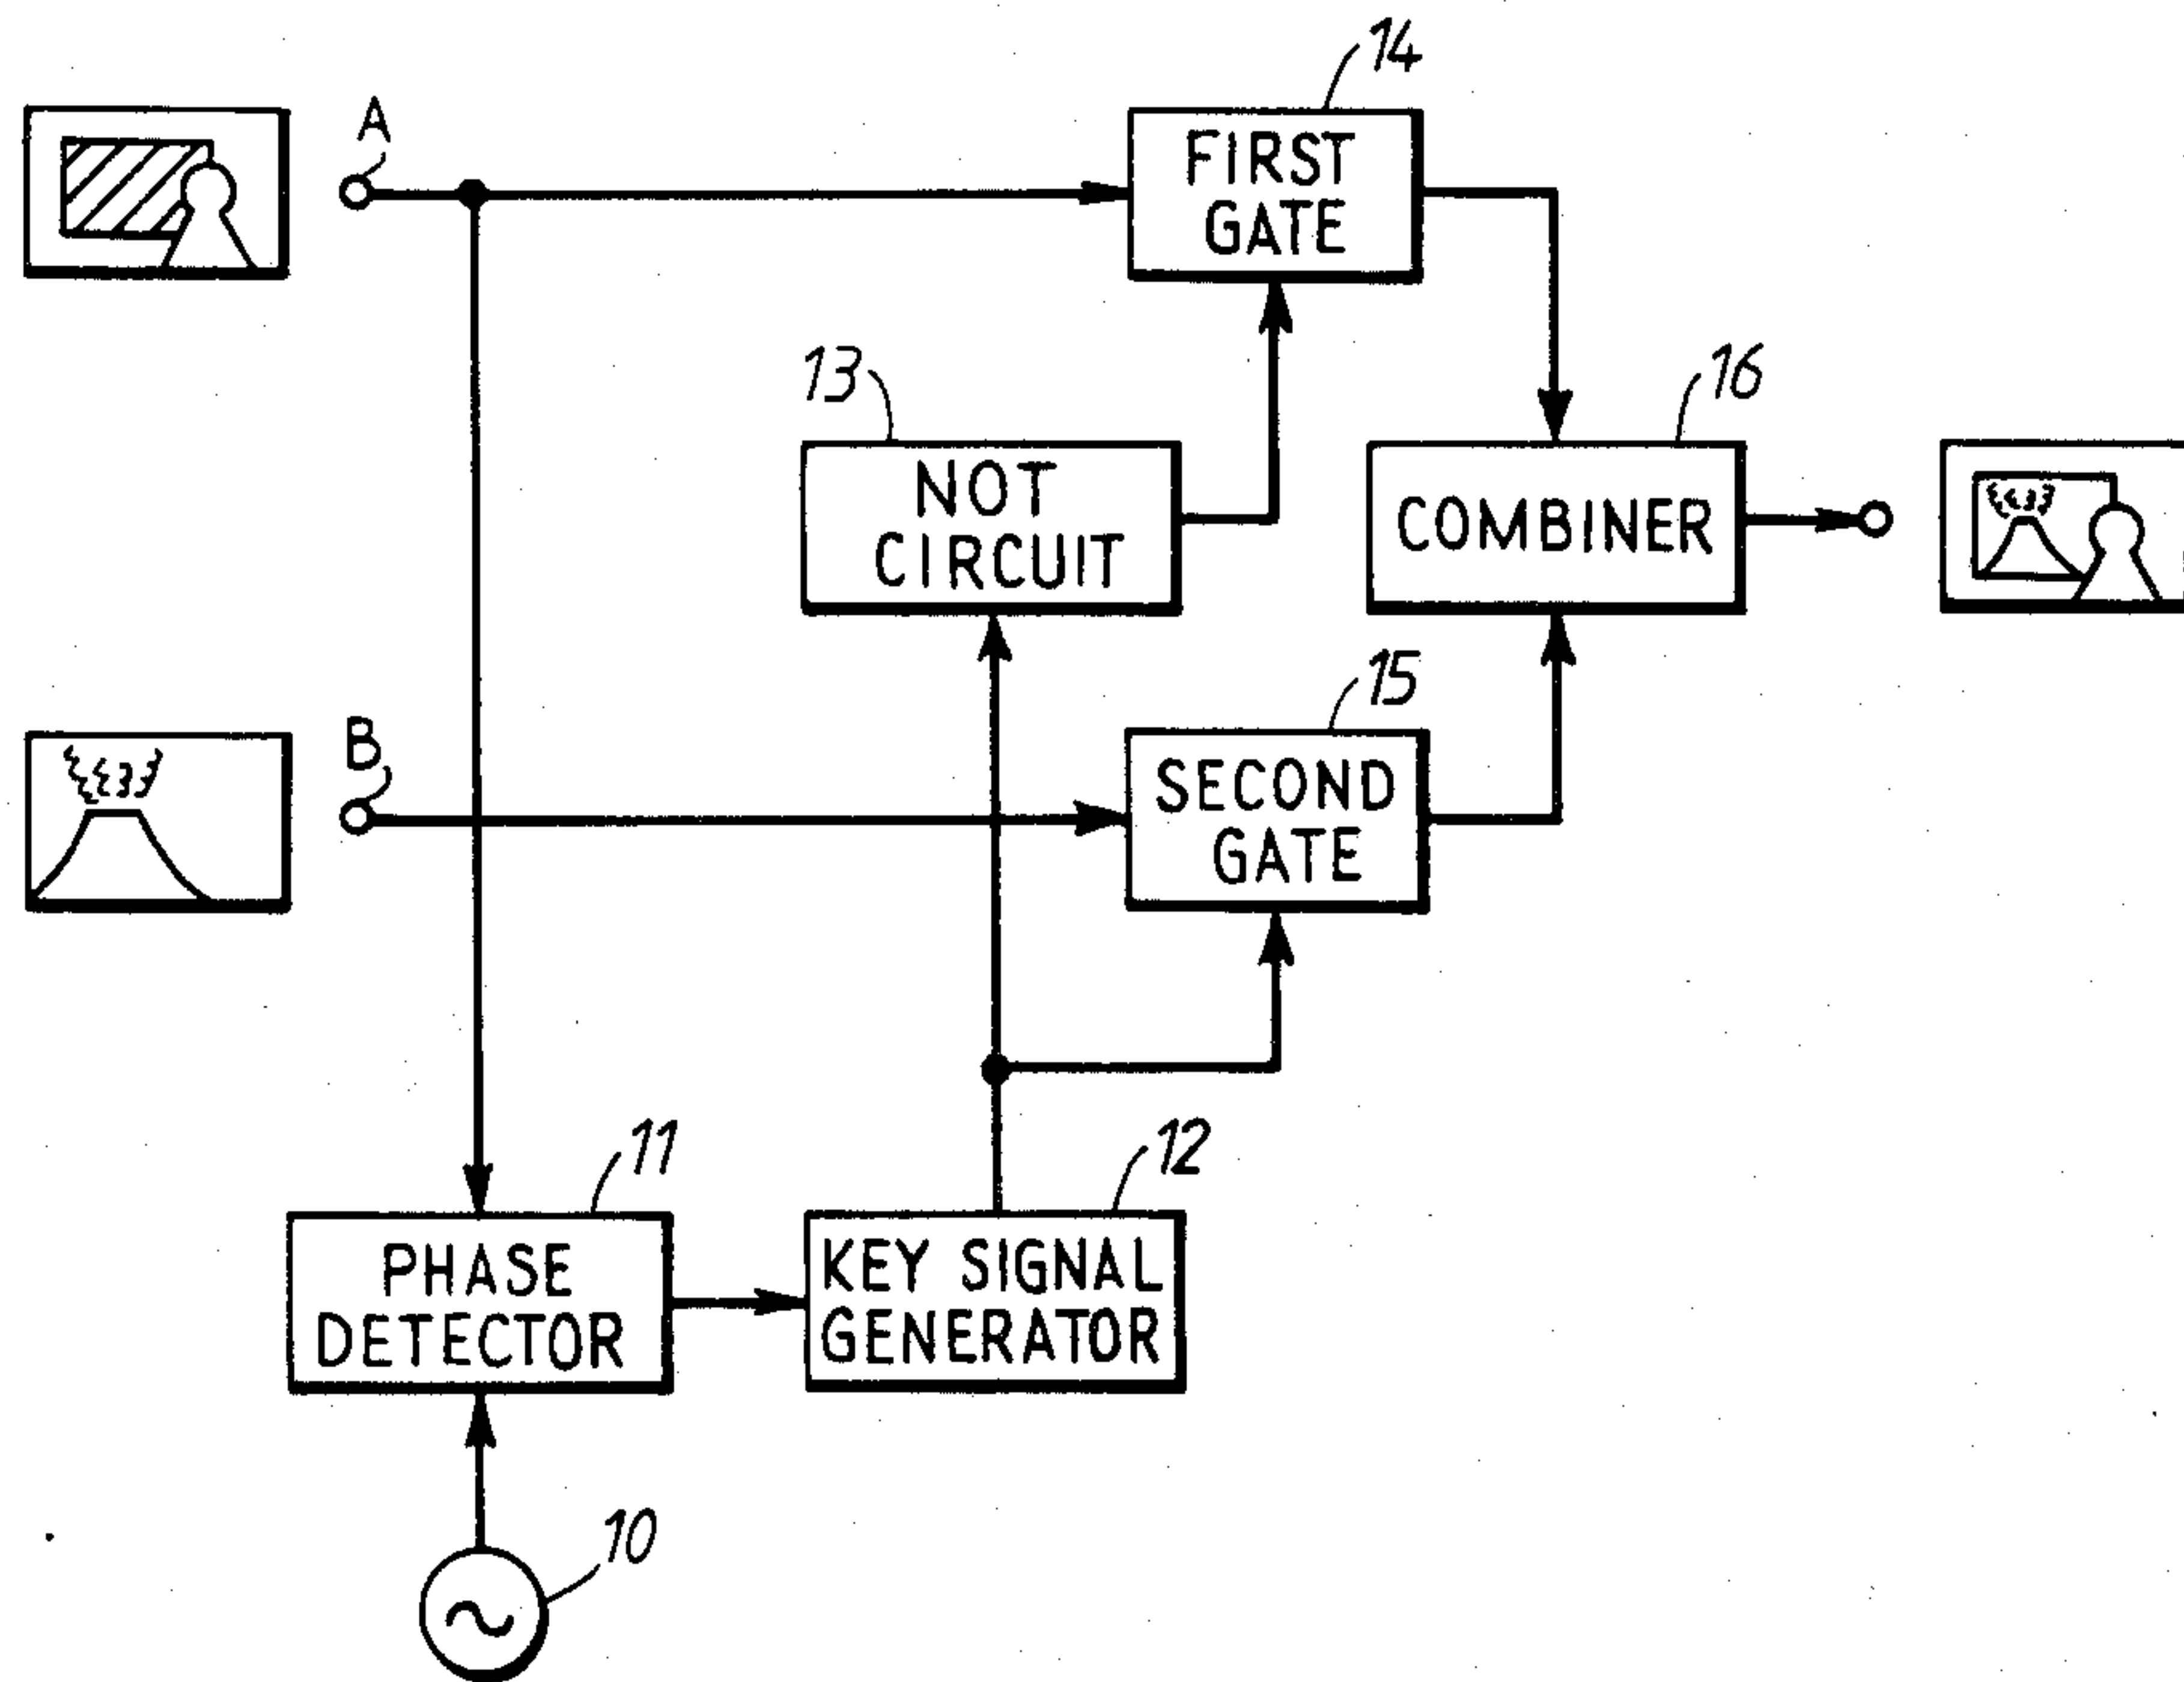 14
A
FIRST
GATE
13
16
NOT
CIRCUIT
COMBINER
15
B
SECOND
GATE
11
12
PHASE
DETECTOR
KEY SIGNAL
GENERATOR
10